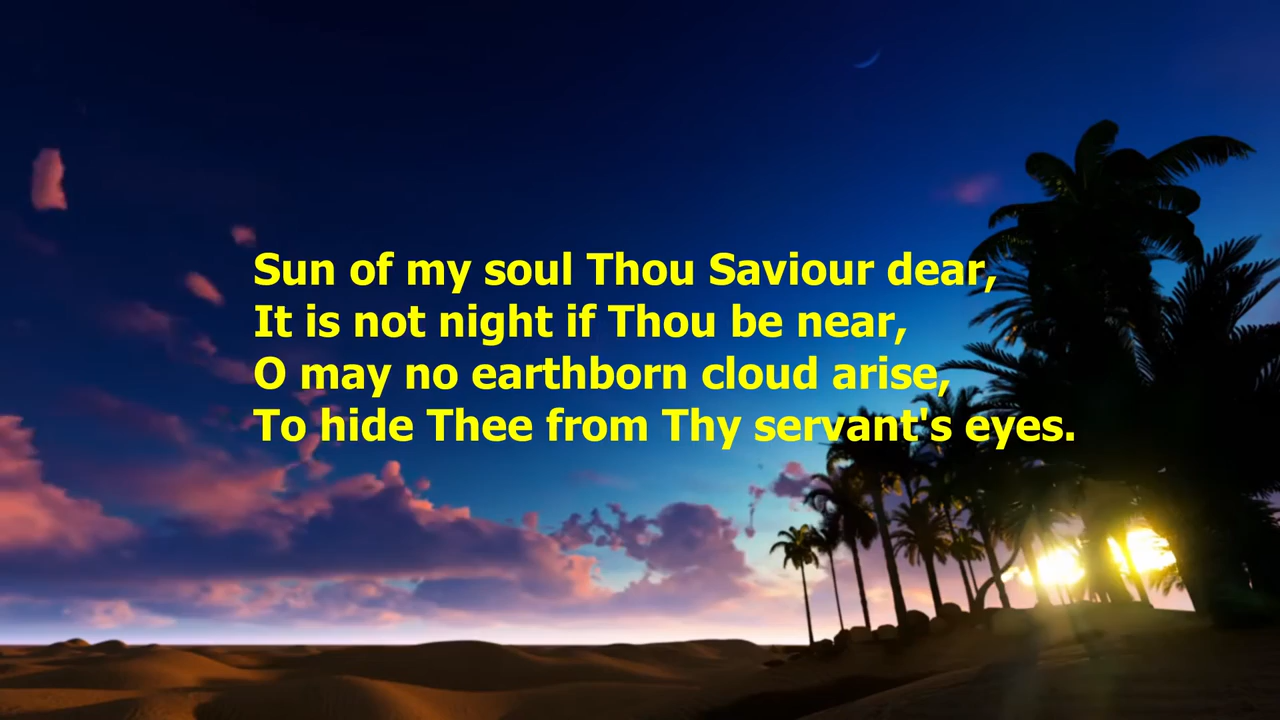 Sun of my soul Thou Saviour dear,
It is not night if Thou be near,
O may no earthborn cloud arise,
To hide Thee from Thy servant's eyes.